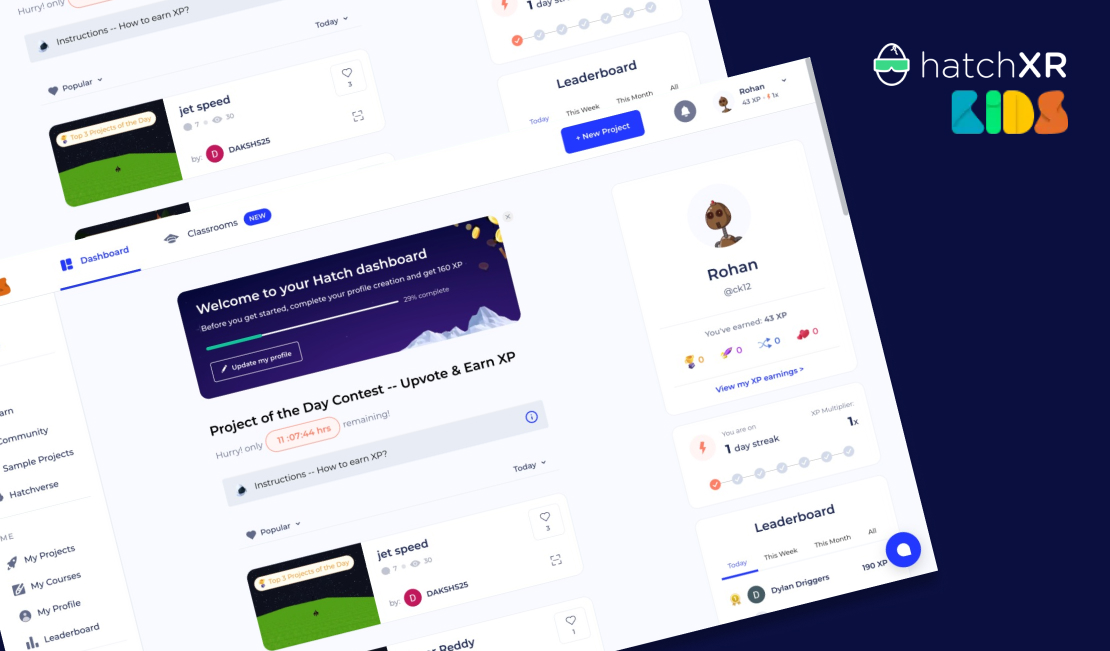 Hurry! only
Instructions -- How to earn XP?
Today
Popular
Top 3 Projects of the Day
jet speed
7
30
3
by:
D
DAKSHS25
1 day streak
Leaderboard
Today
This Week
This Month
All
hatchXR
KIDS
+ New Project
Rohan
43 XP - 1x
Dashboard
Classrooms
NEW
Welcome to your Hatch dashboard
Before you get started, complete your profile creation and get 160 XP
29% complete
Update my profile
Project of the Day Contest -- Upvote & Earn XP
Hurry! only 11 :07:44 hrs remaining!
Instructions -- How to earn XP?
Today
Popular
Top 3 Projects of the Day
jet speed
7
30
3
by:
D
DAKSHS25
Reddy
1
Sample Projects
Hatchverse
My Projects
My Courses
My Profile
Leaderboard
Rohan
@ck12
You've earned: 43 XP
0
0
0
0
View my XP earnings >
You are on
1 day streak
XP Multiplier:
1x
Leaderboard
Today
This Week
This Month
All
D
Dylan Driggers
190 XP